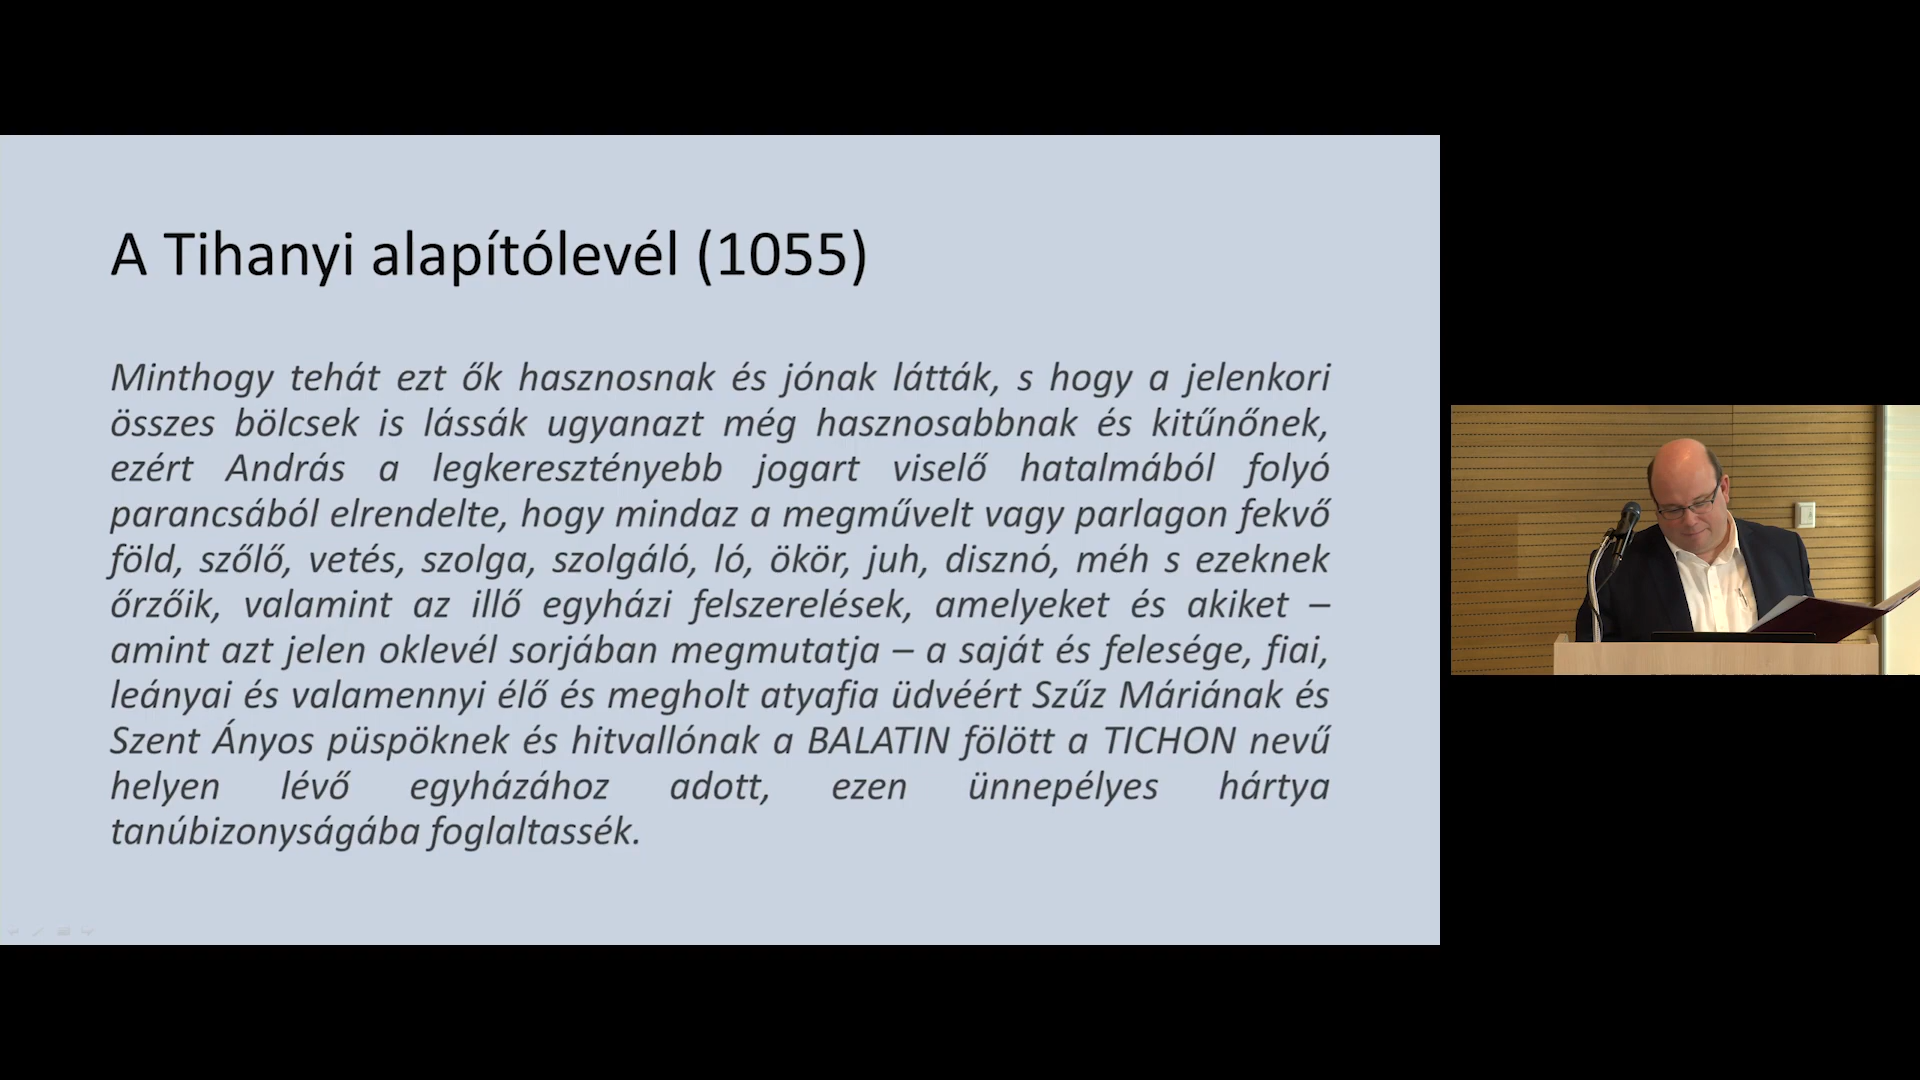 A Tihanyi alapítólevél (1055)
Minthogy tehát ezt ők hasznosnak és jónak látták, s hogy a jelenkori
összes bölcsek is lássák ugyanazt még hasznosabbnak és kitűnőnek,
ezért András a legkeresztényebb jogart viselő hatalmából folyó
parancsából elrendelte, hogy mindaz a megművelt vagy parlagon fekvő
föld, szőlő, vetés, szolga, szolgáló, ló, ökör, juh, disznó, méh s ezeknek
őrzőik, valamint az illő egyházi felszerelések, amelyeket és akiket –
amint azt jelen oklevél sorjában megmutatja – a saját és felesége, fiai,
leányai és valamennyi élő és megholt atyafia üdvéért Szűz Máriának és
Szent Ányos püspöknek és hitvallónak a BALATIN fölött a TICHON nevű
helyen lévő egyházához adott, ezen ünnepélyes hártya
tanúbizonyságába foglaltassék.